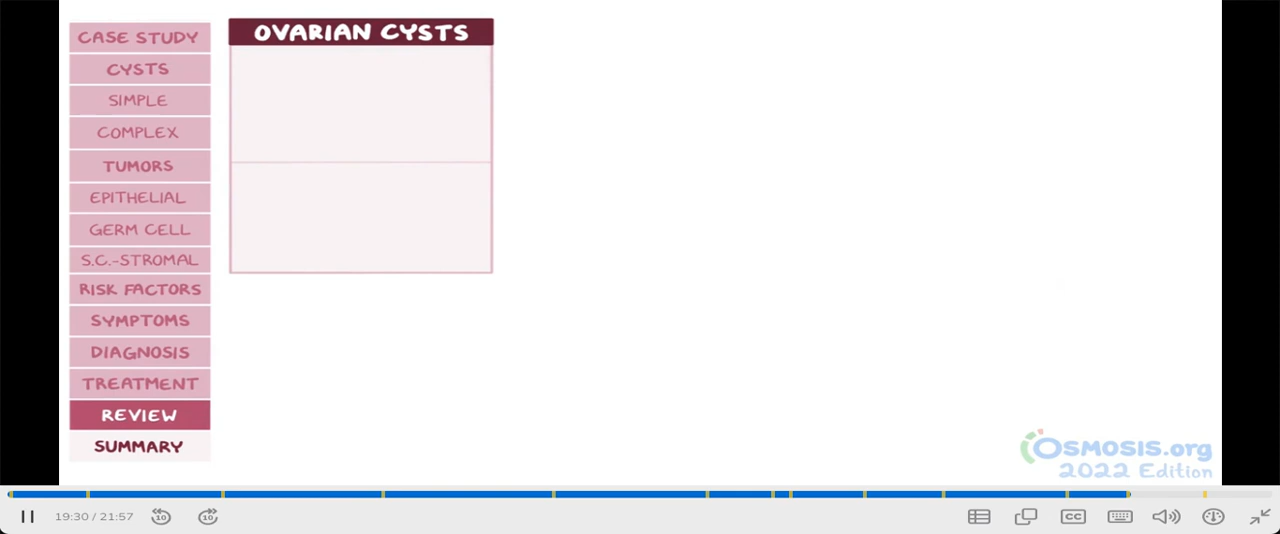 CASE STUDY
CYSTS
SIMPLE
COMPLEX
TUMORS
EPITHELIAL
GERM CELL
S.C.-STROMAL
RISK FACTORS
SYMPTOMS
DIAGNOSIS
TREATMENT
REVIEW
SUMMARY
OVARIAN CYSTS
OSMOSIS.org
2022 Edition
19:30 / 21:57
10
10
CC